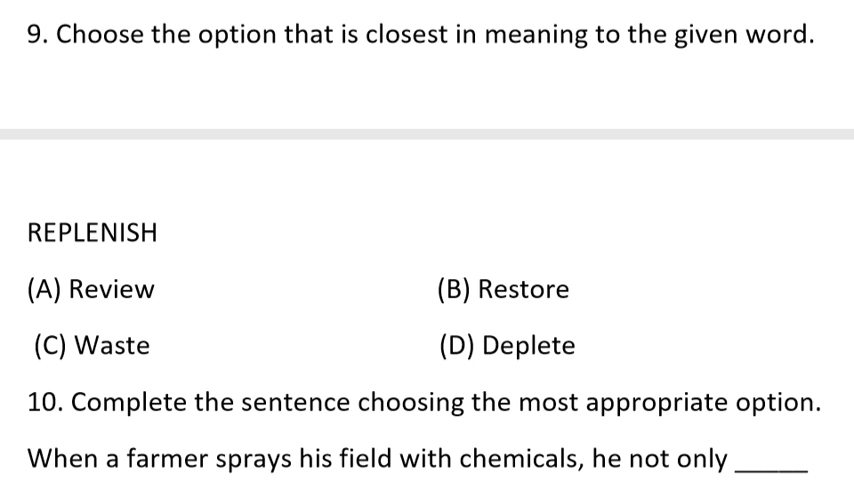 9. Choose the option that is closest in meaning to the given word.
REPLENISH
(A) Review (B) Restore
(C) Waste (D) Deplete
10. Complete the sentence choosing the most appropriate option.
When a farmer sprays his field with chemicals, he not only ______